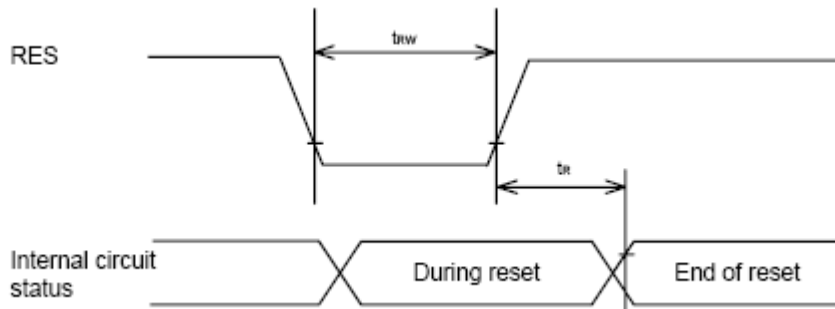 tRW
RES
tR
Internal circuit
status
During reset
End of reset